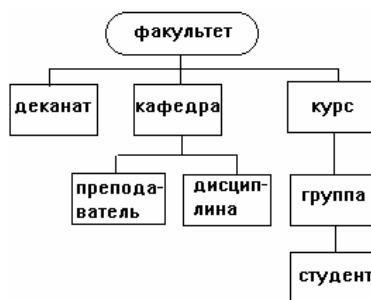 факультет
деканат
кафедра
курс
препода-
ватель
дисцип-
лина
группа
студент